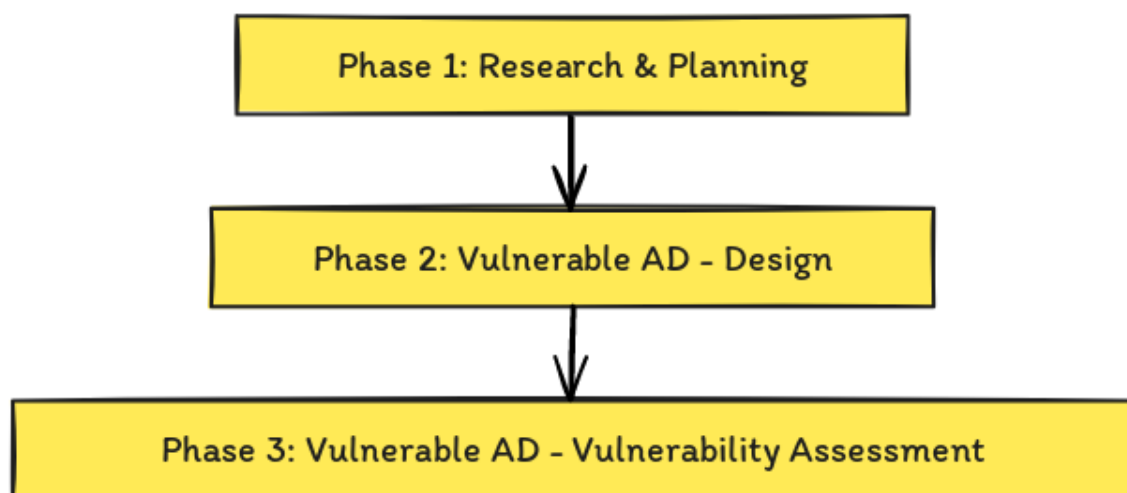 Phase 1: Research & Planning
Phase 2: Vulnerable AD - Design
Phase 3: Vulnerable AD - Vulnerability Assessment